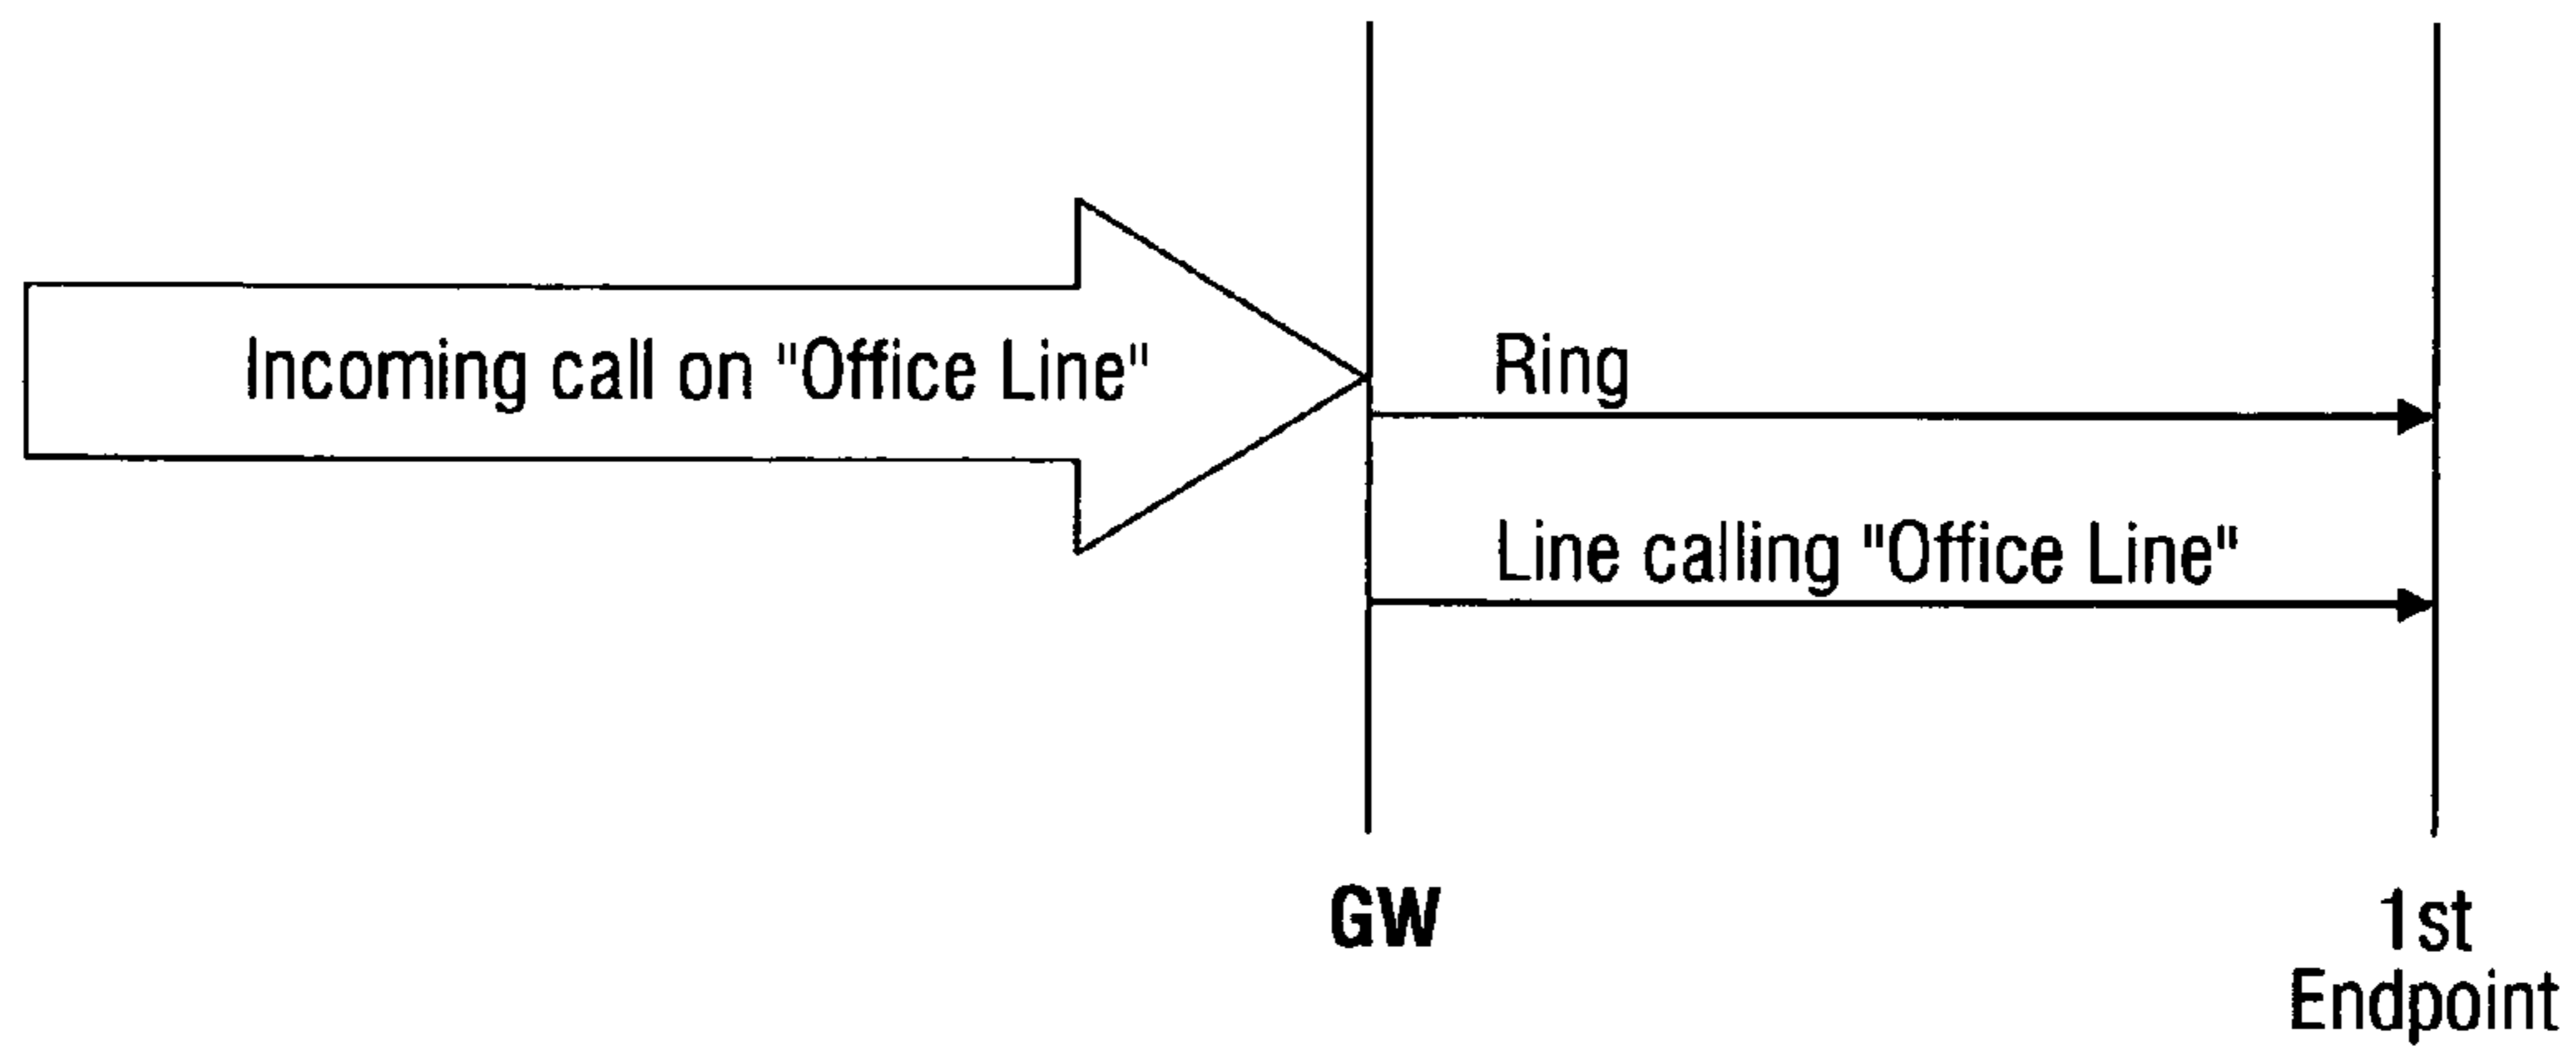 Incoming call on "Office Line"
Ring
Line calling "Office Line"
GW
1st
Endpoint